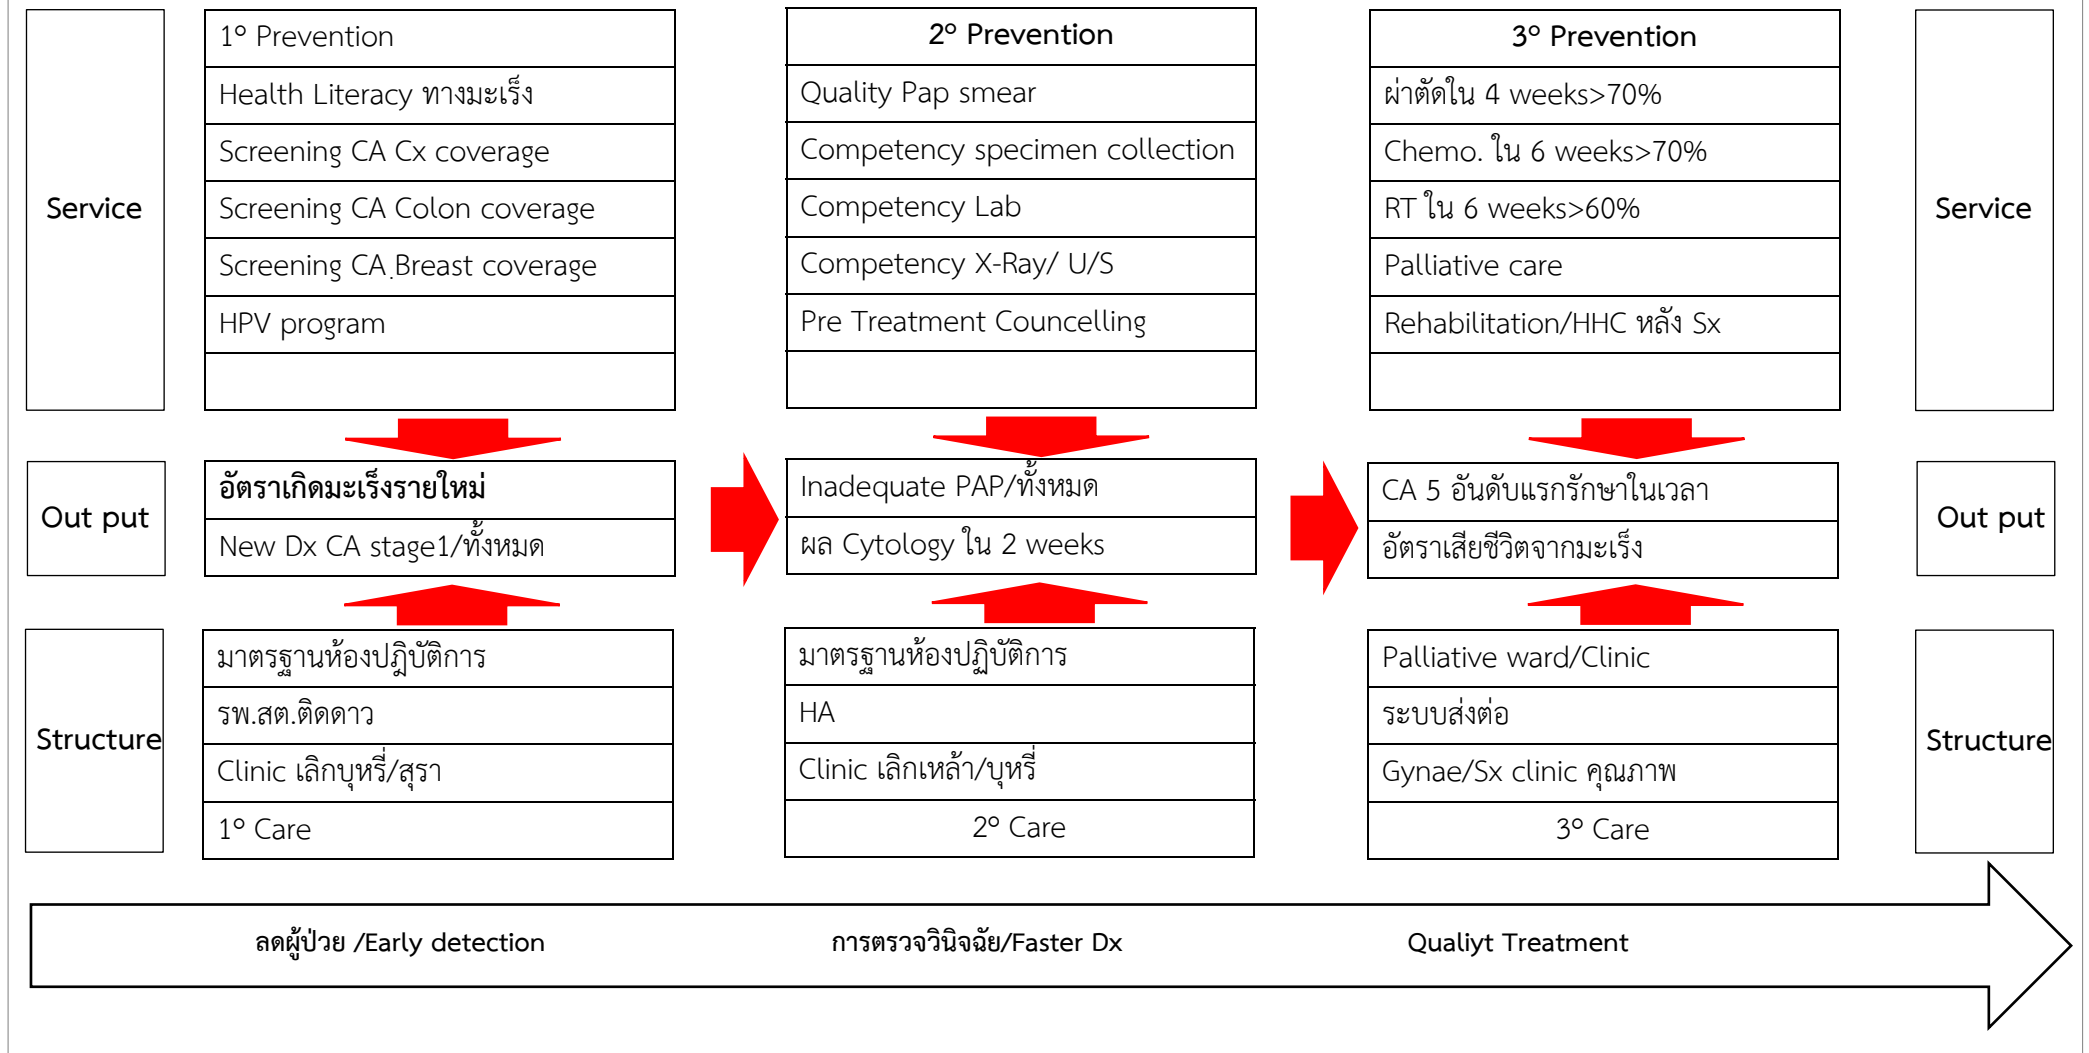 Service
1° Prevention
Health Literacy ทางมะเร็ง
Screening CA Cx coverage
Screening CA Colon coverage
Screening CA.Breast coverage
HPV program
2° Prevention
Quality Pap smear
Competency specimen collection
Competency Lab
Competency X-Ray/ U/S
Pre Treatment Councelling
3° Prevention
ผ่าตัดใน 4 weeks>70%
Chemo. ใน 6 weeks>70%
RT ใน 6 weeks>60%
Palliative care
Rehabilitation/HHC หลัง Sx
Service
Out put
อัตราเกิดมะเร็งรายใหม่
New Dx CA stage1/ทั้งหมด
Inadequate PAP/ทั้งหมด
ผล Cytology ใน 2 weeks
CA 5 อันดับแรกรักษาในเวลา
อัตราเสียชีวิตจากมะเร็ง
Out put
Structure
มาตรฐานห้องปฎิบัติการ
รพ.สต.ติดดาว
Clinic เลิกบุหรี่/สุรา
1° Care
มาตรฐานห้องปฏิบัติการ
HA
Clinic เลิกเหล้า/บุหรี่
2° Care
Palliative ward/Clinic
ระบบส่งต่อ
Gynae/Sx clinic คุณภาพ
3° Care
Structure
ลดผู้ป่วย /Early detection
การตรวจวินิจฉัย/Faster Dx
Qualiyt Treatment